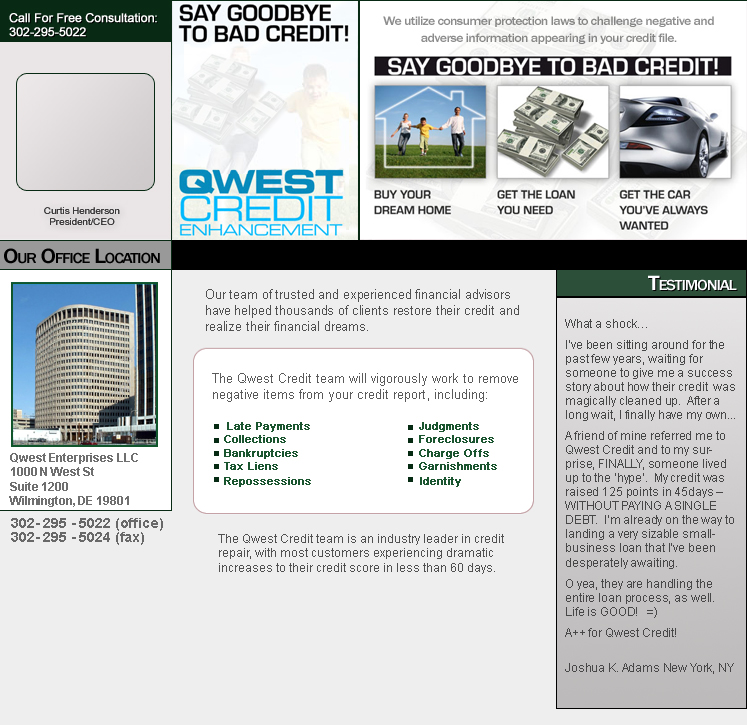 Call For Free Consultation:
302-295-5022
Curtis Henderson
President/CEO
SAY GOODBYE
TO BAD CREDIT!
QWEST
CREDIT
ENHANCEMENT
We utilize consumer protection laws to challenge negative and
adverse information appearing in your credit file.
SAY GOODBYE TO BAD CREDIT!
BUY YOUR
DREAM HOME
GET THE LOAN
YOU NEED
GET THE CAR
YOU'VE ALWAYS
WANTED
OUR OFFICE LOCATION
Qwest Enterprises LLC
1000 N West St
Suite 1200
Wilmington, DE 19801
302-295-5022 (office)
302-295-5024 (fax)
Our team of trusted and experienced financial advisors
have helped thousands of clients restore their credit and
realize their financial dreams.
The Qwest Credit team will vigorously work to remove
negative items from your credit report, including:
Late Payments
Collections
Bankruptcies
Tax Liens
Repossessions
Judgments
Foreclosures
Charge Offs
Garnishments
Identity
The Qwest Credit team is an industry leader in credit
repair, with most customers experiencing dramatic
increases to their credit score in less than 60 days.
TESTIMONIAL
What a shock...
I've been sitting around for the
past few years, waiting for
someone to give me a success
story about how their credit was
magically cleaned up. After a
long wait, I finally have my own...
A friend of mine referred me to
Qwest Credit and to my sur-
prise, FINALLY, someone lived
up to the 'hype'. My credit was
raised 125 points in 45days –
WITHOUT PAYING A SINGLE
DEBT. I'm already on the way to
landing a very sizable small-
business loan that I've been
desperately awaiting.
O yea, they are handling the
entire loan process, as well.
Life is GOOD! =)
A++ for Qwest Credit!
Joshua K. Adams New York, NY